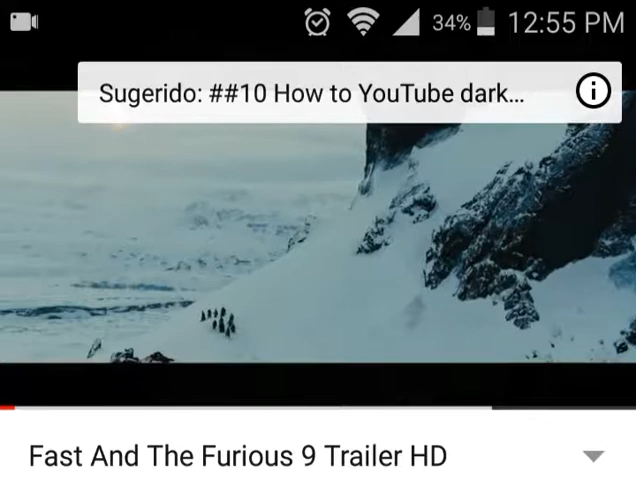 34% 12:55 PM
Sugerido: ##10 How to YouTube dark...
Fast And The Furious 9 Trailer HD